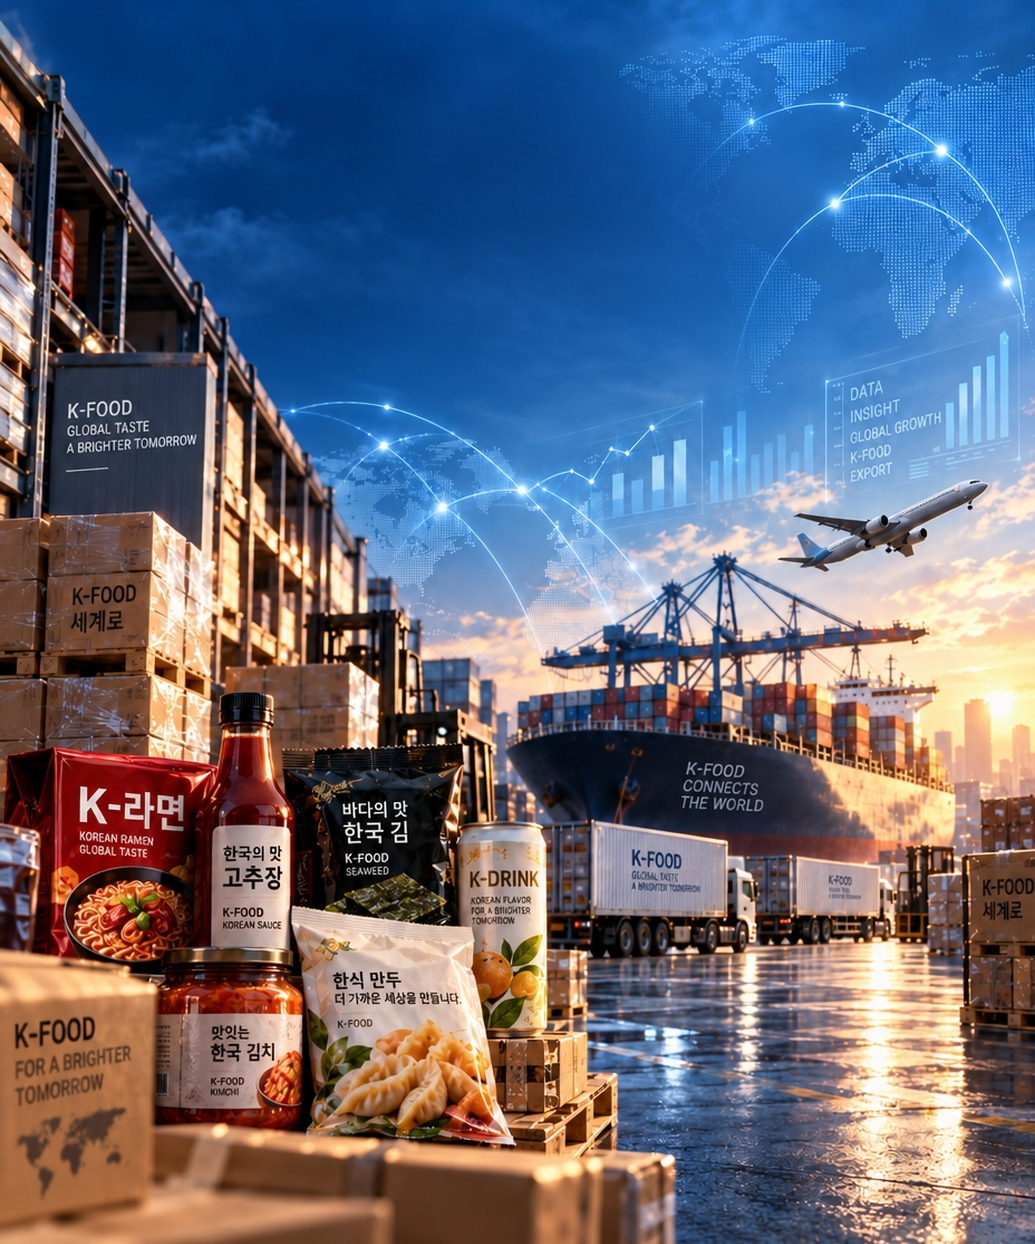 K-FOOD
GLOBAL TASTE
A BRIGHTER TOMORROW
DATA
INSIGHT
GLOBAL GROWTH
K-FOOD
EXPORT
K-FOOD
세계로
K-FOOD
CONNECTS
THE WORLD
K-라면
KOREAN RAMEN
GLOBAL TASTE
한국의 맛
고추장
K-FOOD
KOREAN SAUCE
바다의 맛
한국 김
K-FOOD
SEAWEED
K-DRINK
KOREAN FLAVOR
FOR A BRIGHTER
TOMORROW
K-FOOD
GLOBAL TASTE
A BRIGHTER TOMORROW
K-FOOD
K-FOOD
세계로
한식 만두
더 가까운 세상을 만듭니다.
K-FOOD
맛있는
한국 김치
K-FOOD
KIMCHI
K-FOOD
FOR A BRIGHTER
TOMORROW